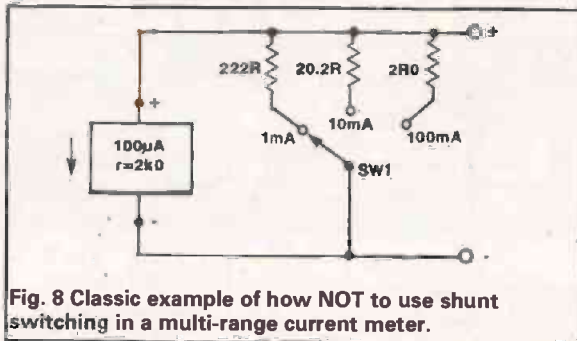 +
222R 20.2R 2R0
+
100µA
r=2k0
1mA 10mA 100mA
SW1
-
-
Fig. 8 Classic example of how NOT to use shunt
switching in a multi-range current meter.